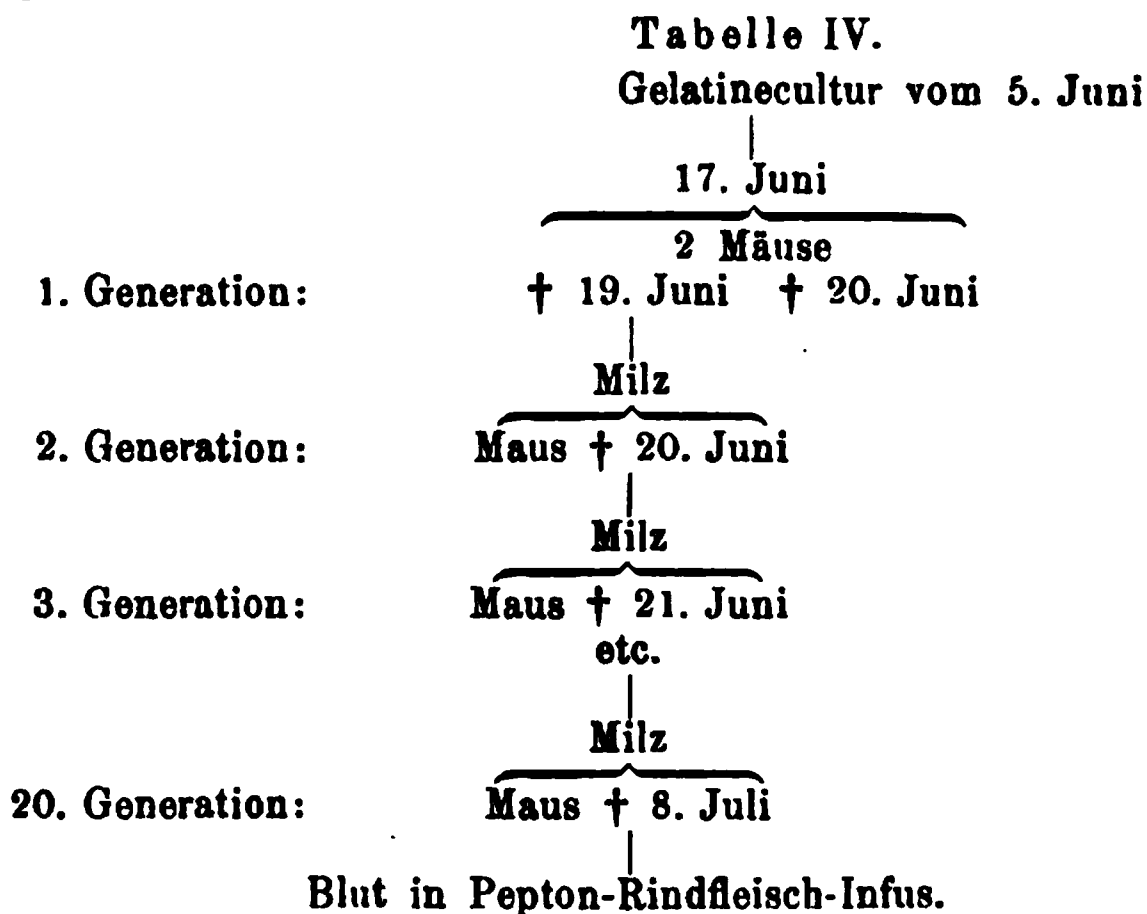 Tabelle IV.
Gelatinecultur vom 5. Juni
17. Juni
2 Mäuse
1. Generation: † 19. Juni † 20. Juni
Milz
2. Generation: Maus † 20. Juni
Milz
3. Generation: Maus † 21. Juni
etc.
Milz
20. Generation: Maus † 8. Juli
Blut in Pepton-Rindfleisch-Infus.